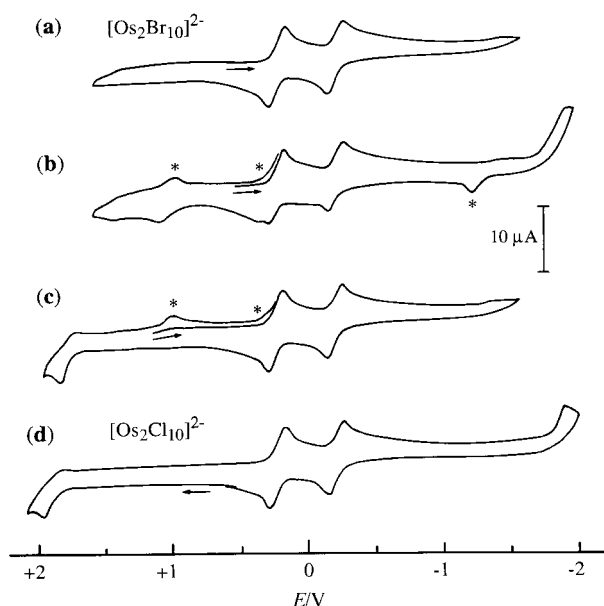 (a) [Os₂Br₁₀]²⁻
(b) * * *
10 μA
(c) * *
(d) [Os₂Cl₁₀]²⁻
+2 +1 0 -1 -2
E/V